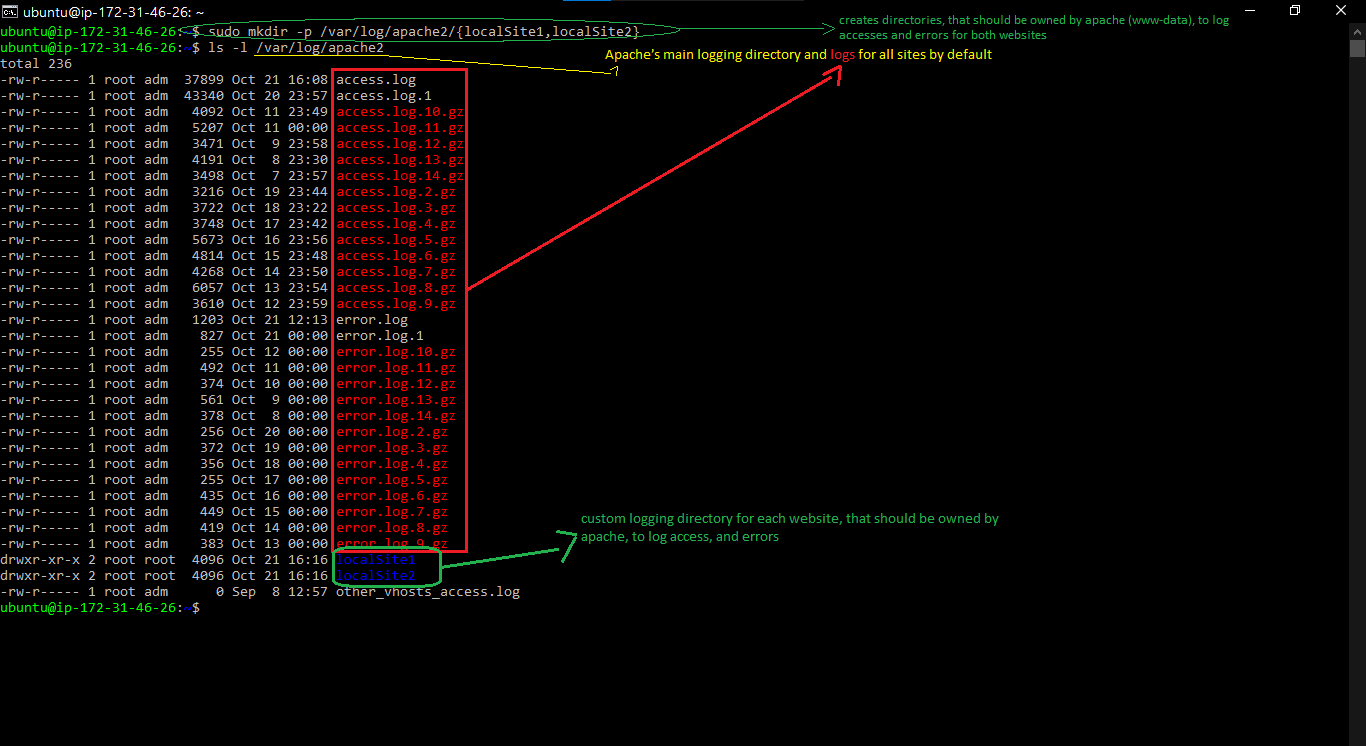 ubuntu@ip-172-31-46-26: ~
ubuntu@ip-172-31-46-26:~$ sudo mkdir -p /var/log/apache2/{localSite1,localSite2}
creates directories, that should be owned by apache (www-data), to log
accesses and errors for both websites
ubuntu@ip-172-31-46-26:~$ ls -l /var/log/apache2
Apache's main logging directory and logs for all sites by default
total 236
-rw-r----- 1 root adm  37899 Oct 21 16:08 access.log
-rw-r----- 1 root adm  43340 Oct 20 23:57 access.log.1
-rw-r----- 1 root adm   4092 Oct 11 23:49 access.log.10.gz
-rw-r----- 1 root adm   5207 Oct 11 00:00 access.log.11.gz
-rw-r----- 1 root adm   3471 Oct  9 23:58 access.log.12.gz
-rw-r----- 1 root adm   4191 Oct  8 23:30 access.log.13.gz
-rw-r----- 1 root adm   3498 Oct  7 23:57 access.log.14.gz
-rw-r----- 1 root adm   3216 Oct 19 23:44 access.log.2.gz
-rw-r----- 1 root adm   3722 Oct 18 23:22 access.log.3.gz
-rw-r----- 1 root adm   3748 Oct 17 23:42 access.log.4.gz
-rw-r----- 1 root adm   5673 Oct 16 23:56 access.log.5.gz
-rw-r----- 1 root adm   4814 Oct 15 23:48 access.log.6.gz
-rw-r----- 1 root adm   4268 Oct 14 23:50 access.log.7.gz
-rw-r----- 1 root adm   6057 Oct 13 23:54 access.log.8.gz
-rw-r----- 1 root adm   3610 Oct 12 23:59 access.log.9.gz
-rw-r----- 1 root adm   1203 Oct 21 12:13 error.log
-rw-r----- 1 root adm    827 Oct 21 00:00 error.log.1
-rw-r----- 1 root adm    255 Oct 12 00:00 error.log.10.gz
-rw-r----- 1 root adm    492 Oct 11 00:00 error.log.11.gz
-rw-r----- 1 root adm    374 Oct 10 00:00 error.log.12.gz
-rw-r----- 1 root adm    561 Oct  9 00:00 error.log.13.gz
-rw-r----- 1 root adm    378 Oct  8 00:00 error.log.14.gz
-rw-r----- 1 root adm    256 Oct 20 00:00 error.log.2.gz
-rw-r----- 1 root adm    372 Oct 19 00:00 error.log.3.gz
-rw-r----- 1 root adm    356 Oct 18 00:00 error.log.4.gz
-rw-r----- 1 root adm    255 Oct 17 00:00 error.log.5.gz
-rw-r----- 1 root adm    435 Oct 16 00:00 error.log.6.gz
-rw-r----- 1 root adm    449 Oct 15 00:00 error.log.7.gz
-rw-r----- 1 root adm    419 Oct 14 00:00 error.log.8.gz
-rw-r----- 1 root adm    383 Oct 13 00:00 error.log.9.gz
custom logging directory for each website, that should be owned by
apache, to log access, and errors
drwxr-xr-x 2 root root  4096 Oct 21 16:16 localSite1
drwxr-xr-x 2 root root  4096 Oct 21 16:16 localSite2
-rw-r----- 1 root adm      0 Sep  8 12:57 other_vhosts_access.log
ubuntu@ip-172-31-46-26:~$